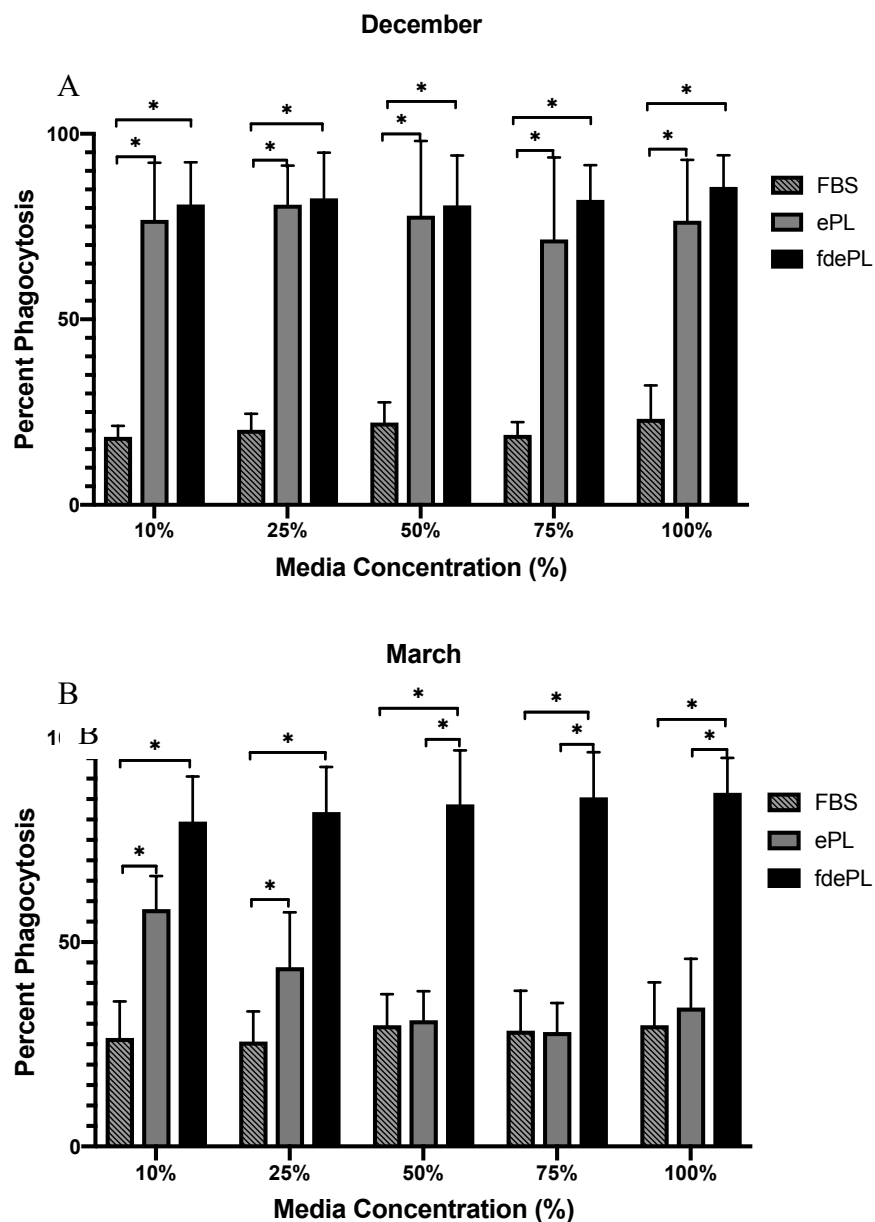 December
A
* * * * *
* * * * *
100
50
0
Percent Phagocytosis
10% 25% 50% 75% 100%
Media Concentration (%)
FBS
ePL
fdePL
March
B
B
10
* * * * *
* * * * *
50
0
Percent Phagocytosis
10% 25% 50% 75% 100%
Media Concentration (%)
FBS
ePL
fdePL